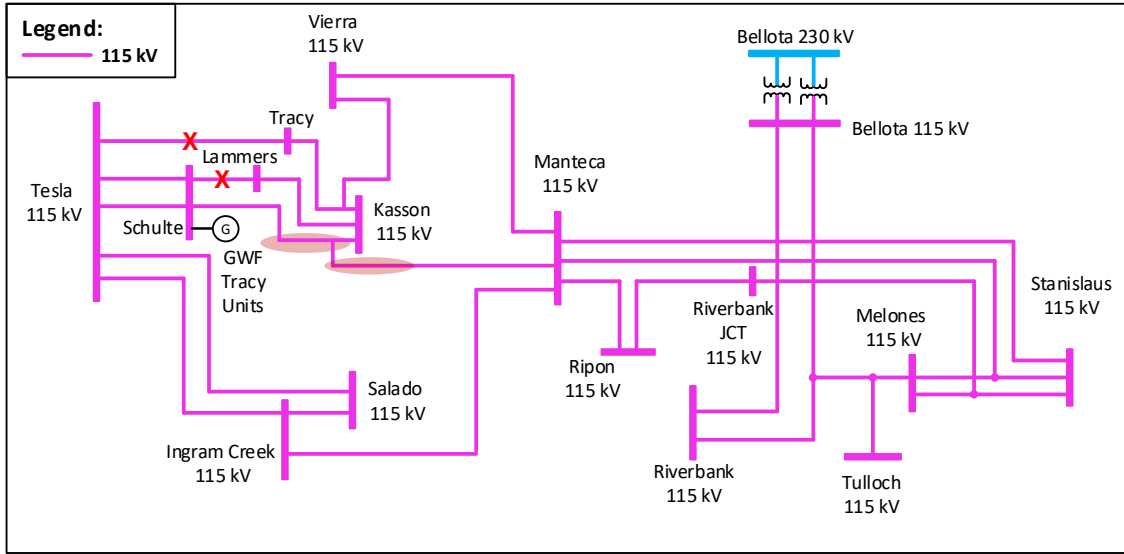 Legend:
115 kV
Vierra
115 kV
Bellota 230 kV
Bellota 115 kV
Tracy
X
Lammers
X
Tesla
115 kV
Schulte
G
GWF
Tracy
Units
Kasson
115 kV
Manteca
115 kV
Stanislaus
115 kV
Riverbank
JCT
115 kV
Melones
115 kV
Ripon
115 kV
Salado
115 kV
Ingram Creek
115 kV
Riverbank
115 kV
Tulloch
115 kV